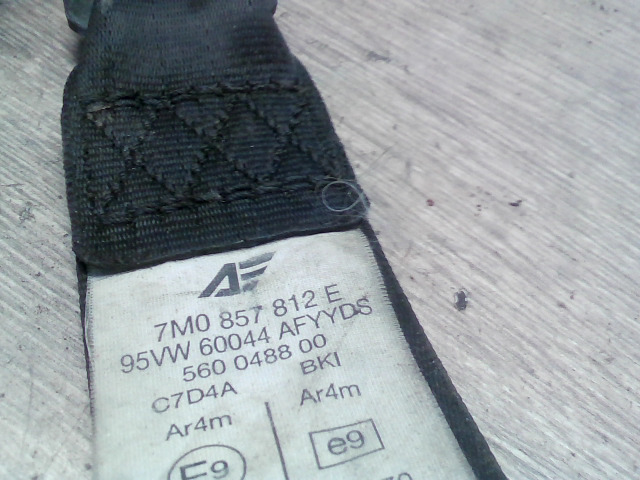 AF
7M0 857 812 E
95VW 60044 AFYYDS
560 0488 00
C7D4A BKI
Ar4m Ar4m
E9 e9